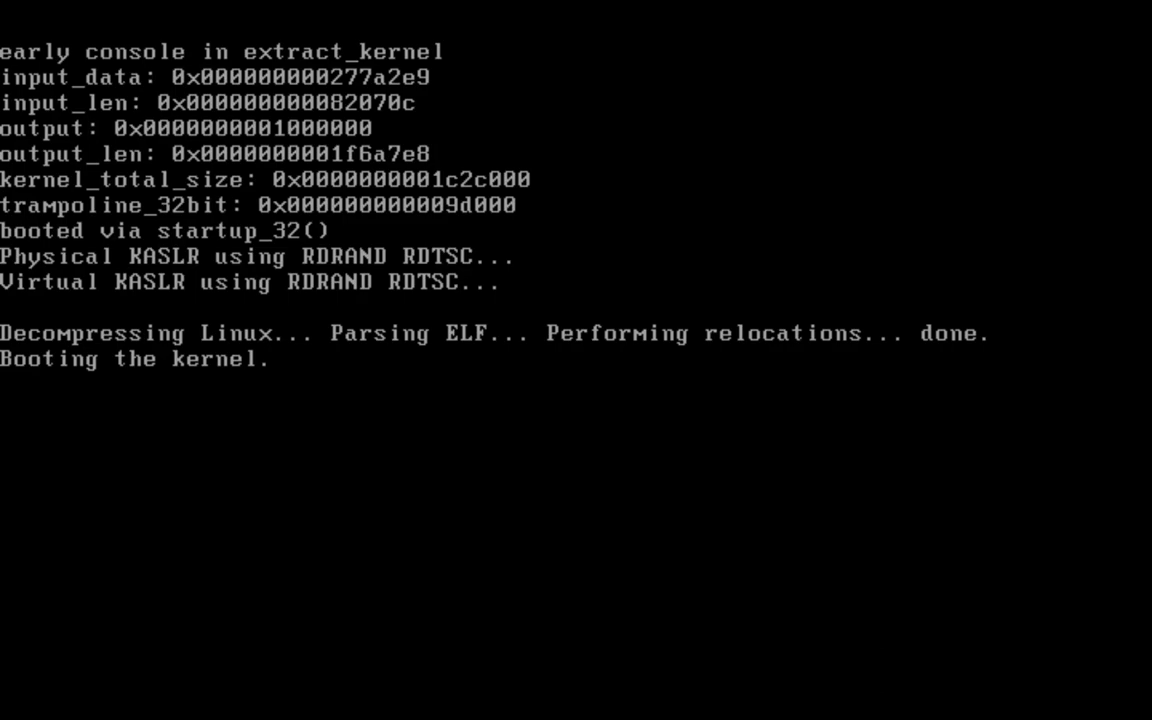 early console in extract_kernel
input_data: 0x000000000277a2e9
input_len: 0x000000000082070c
output: 0x0000000001000000
output_len: 0x0000000001f6a7e8
kernel_total_size: 0x0000000001c2c000
trampoline_32bit: 0x000000000009d000
booted via startup_32()
Physical KASLR using RDRAND RDTSC...
Virtual KASLR using RDRAND RDTSC...
Decompressing Linux... Parsing ELF... Performing relocations... done.
Booting the kernel.